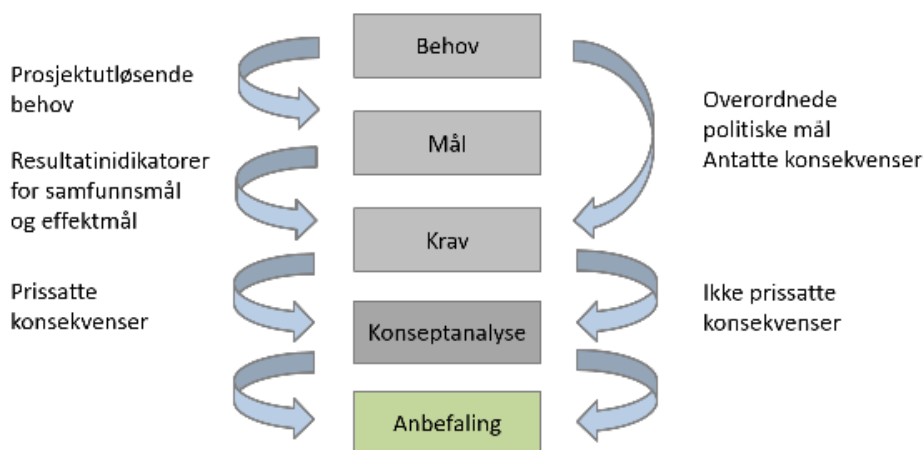 Behov
Prosjektutløsende
behov
Overordnede
politiske mål
Antatte konsekvenser
Mål
Resultatinidikatorer
for samfunnsmål
og effektmål
Krav
Prissatte
konsekvenser
Ikke prissatte
konsekvenser
Konseptanalyse
Anbefaling